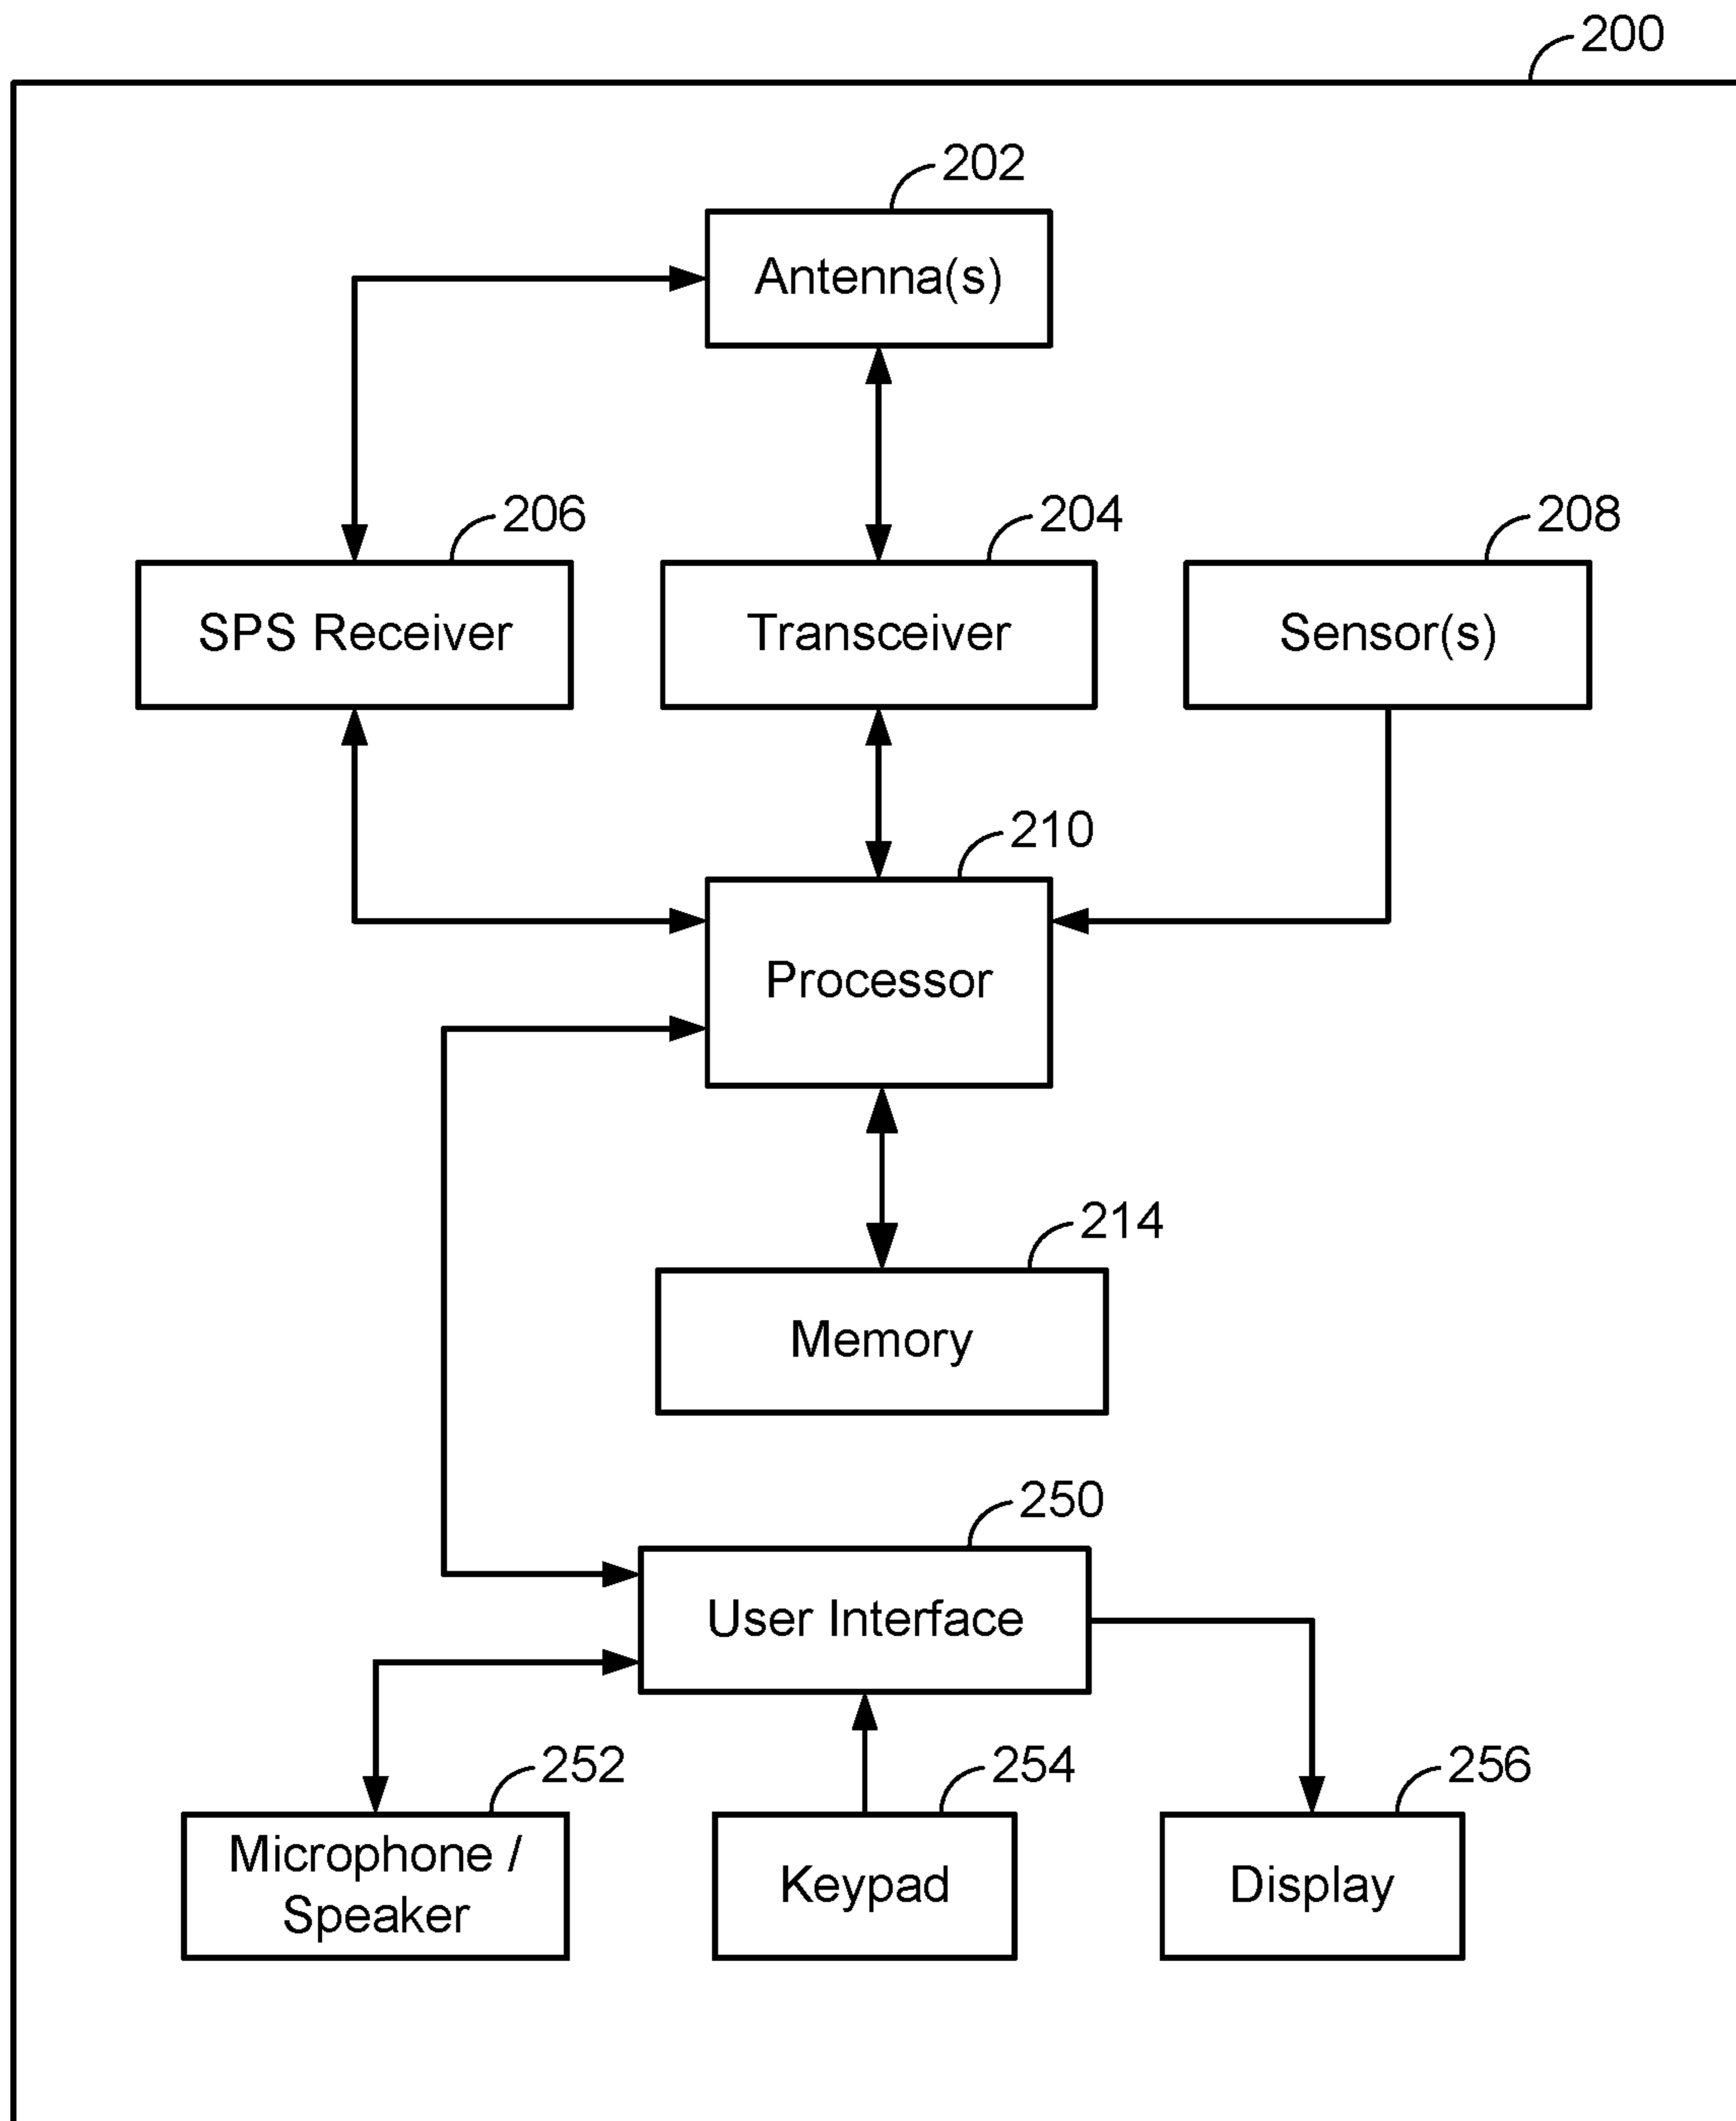 200
202
Antenna(s)
206
204
208
SPS Receiver
Transceiver
Sensor(s)
210
Processor
214
Memory
250
User Interface
252
254
256
Microphone /
Speaker
Keypad
Display